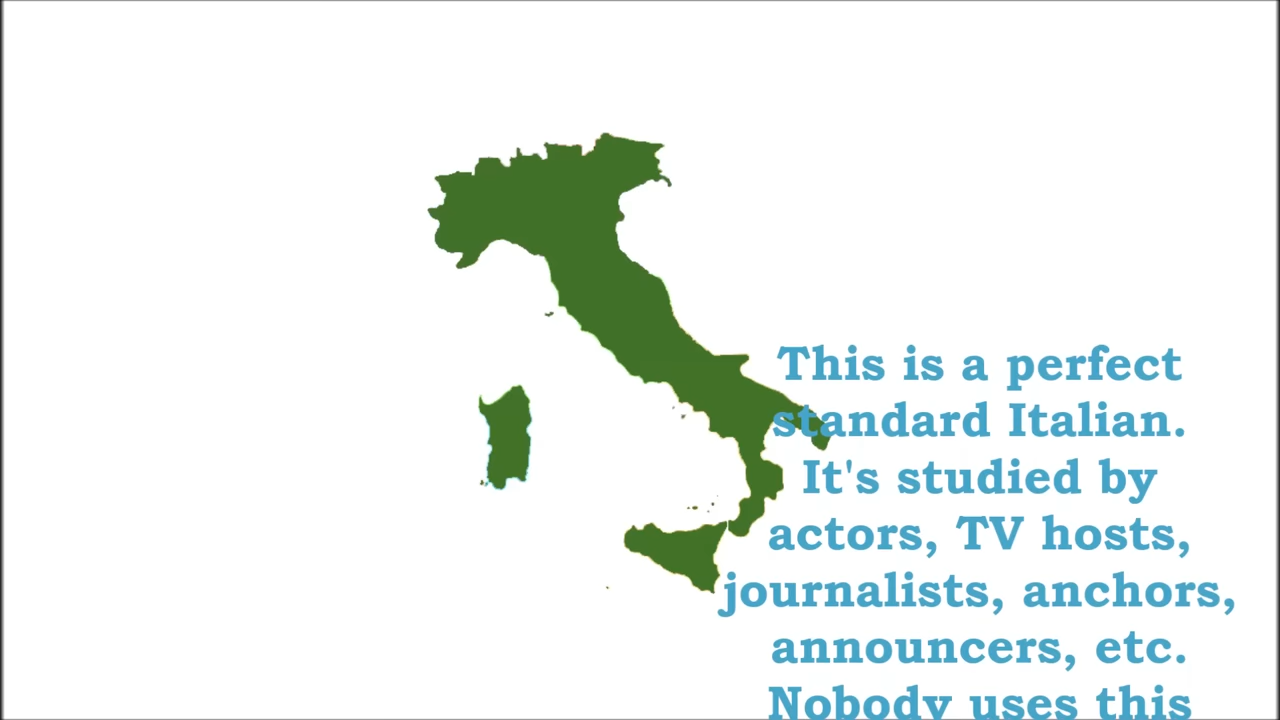 This is a perfect
standard Italian.
It's studied by
actors, TV hosts,
journalists, anchors,
announcers, etc.
Nobody uses this